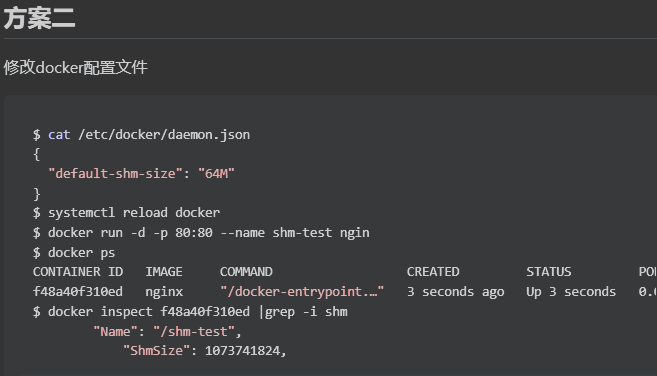 方案二
修改docker配置文件
$ cat /etc/docker/daemon.json
{
  "default-shm-size": "64M"
}
$ systemctl reload docker
$ docker run -d -p 80:80 --name shm-test ngin
$ docker ps
CONTAINER ID   IMAGE     COMMAND                  CREATED         STATUS         POR
f48a40f310ed   nginx     "/docker-entrypoint.…"   3 seconds ago   Up 3 seconds   0.0
$ docker inspect f48a40f310ed |grep -i shm
        "Name": "/shm-test",
            "ShmSize": 1073741824,